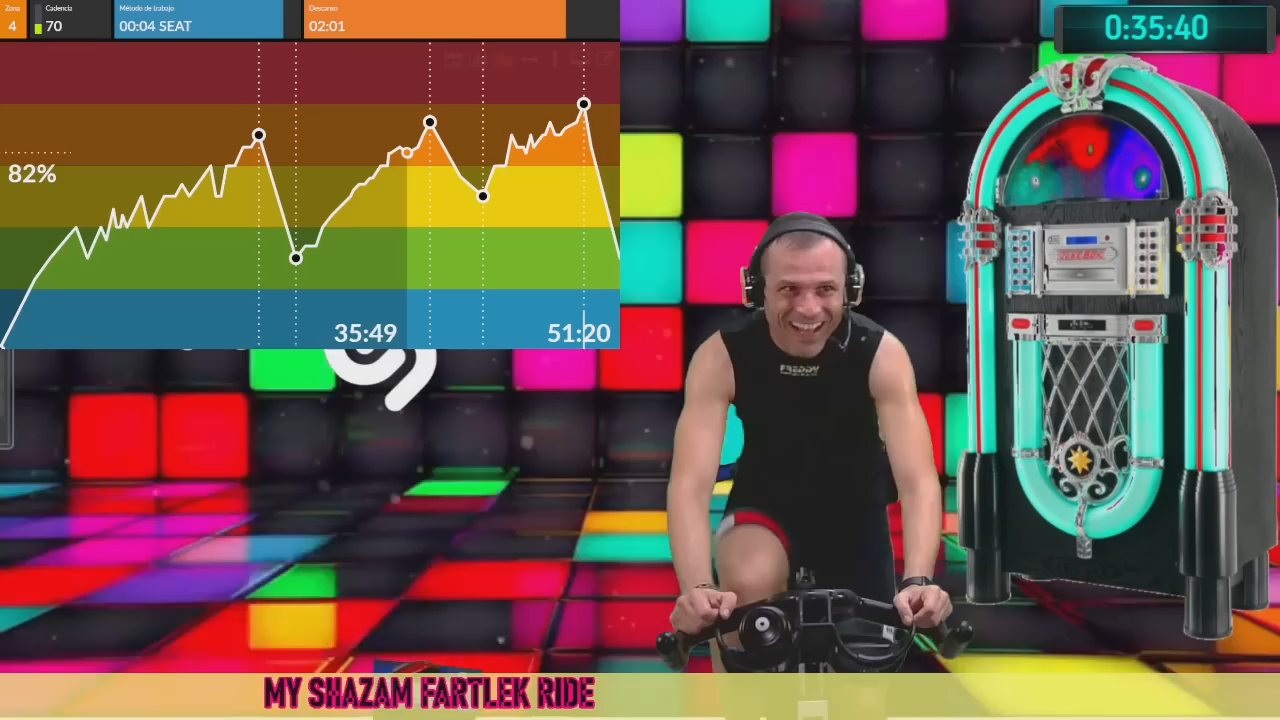 Zona
4
Cadencia
70
Método de trabajo
00:04 SEAT
Descanso
02:01
0:35:40
82%
35:49
51:20
FREDDY
MY SHAZAM FARTLEK RIDE